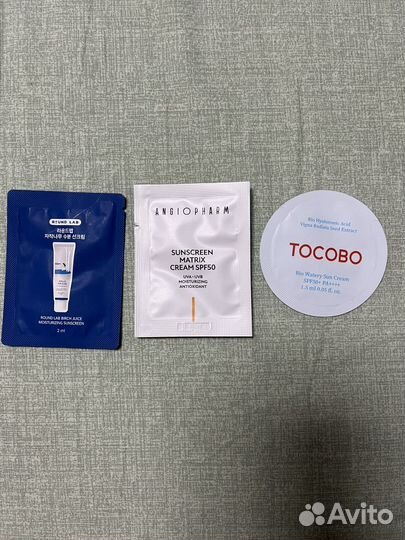 ROUND LAB
라운드랩
자작나무 수분 선크림
ROUND LAB BIRCH JUICE
MOISTURIZING SUNSCREEN
2 ml
ANGIOPHARM
SUNSCREEN
MATRIX
CREAM SPF50
UVA-UVB
MOISTURIZING
ANTIOXIDANT
Bio Hyaluronic Acid
Vigna Radiata Seed Extract
TOCOBO
Bio Watery Sun Cream
SPF50+ PA++++
1.5 ml 0.05 fl. oz.
Avito